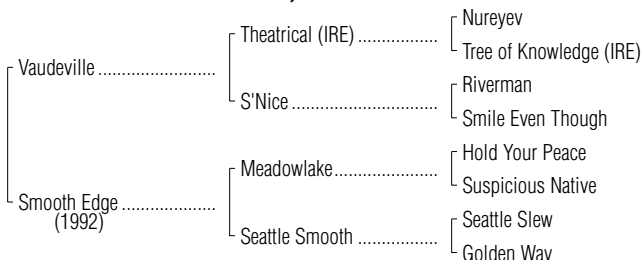 Nureyev
Theatrical (IRE) .................
Tree of Knowledge (IRE)
Vaudeville .........................
Riverman
S'Nice ...............................
Smile Even Though
Hold Your Peace
Meadowlake ......................
Suspicious Native
Smooth Edge ....................
(1992)
Seattle Slew
Seattle Smooth .................
Golden Way